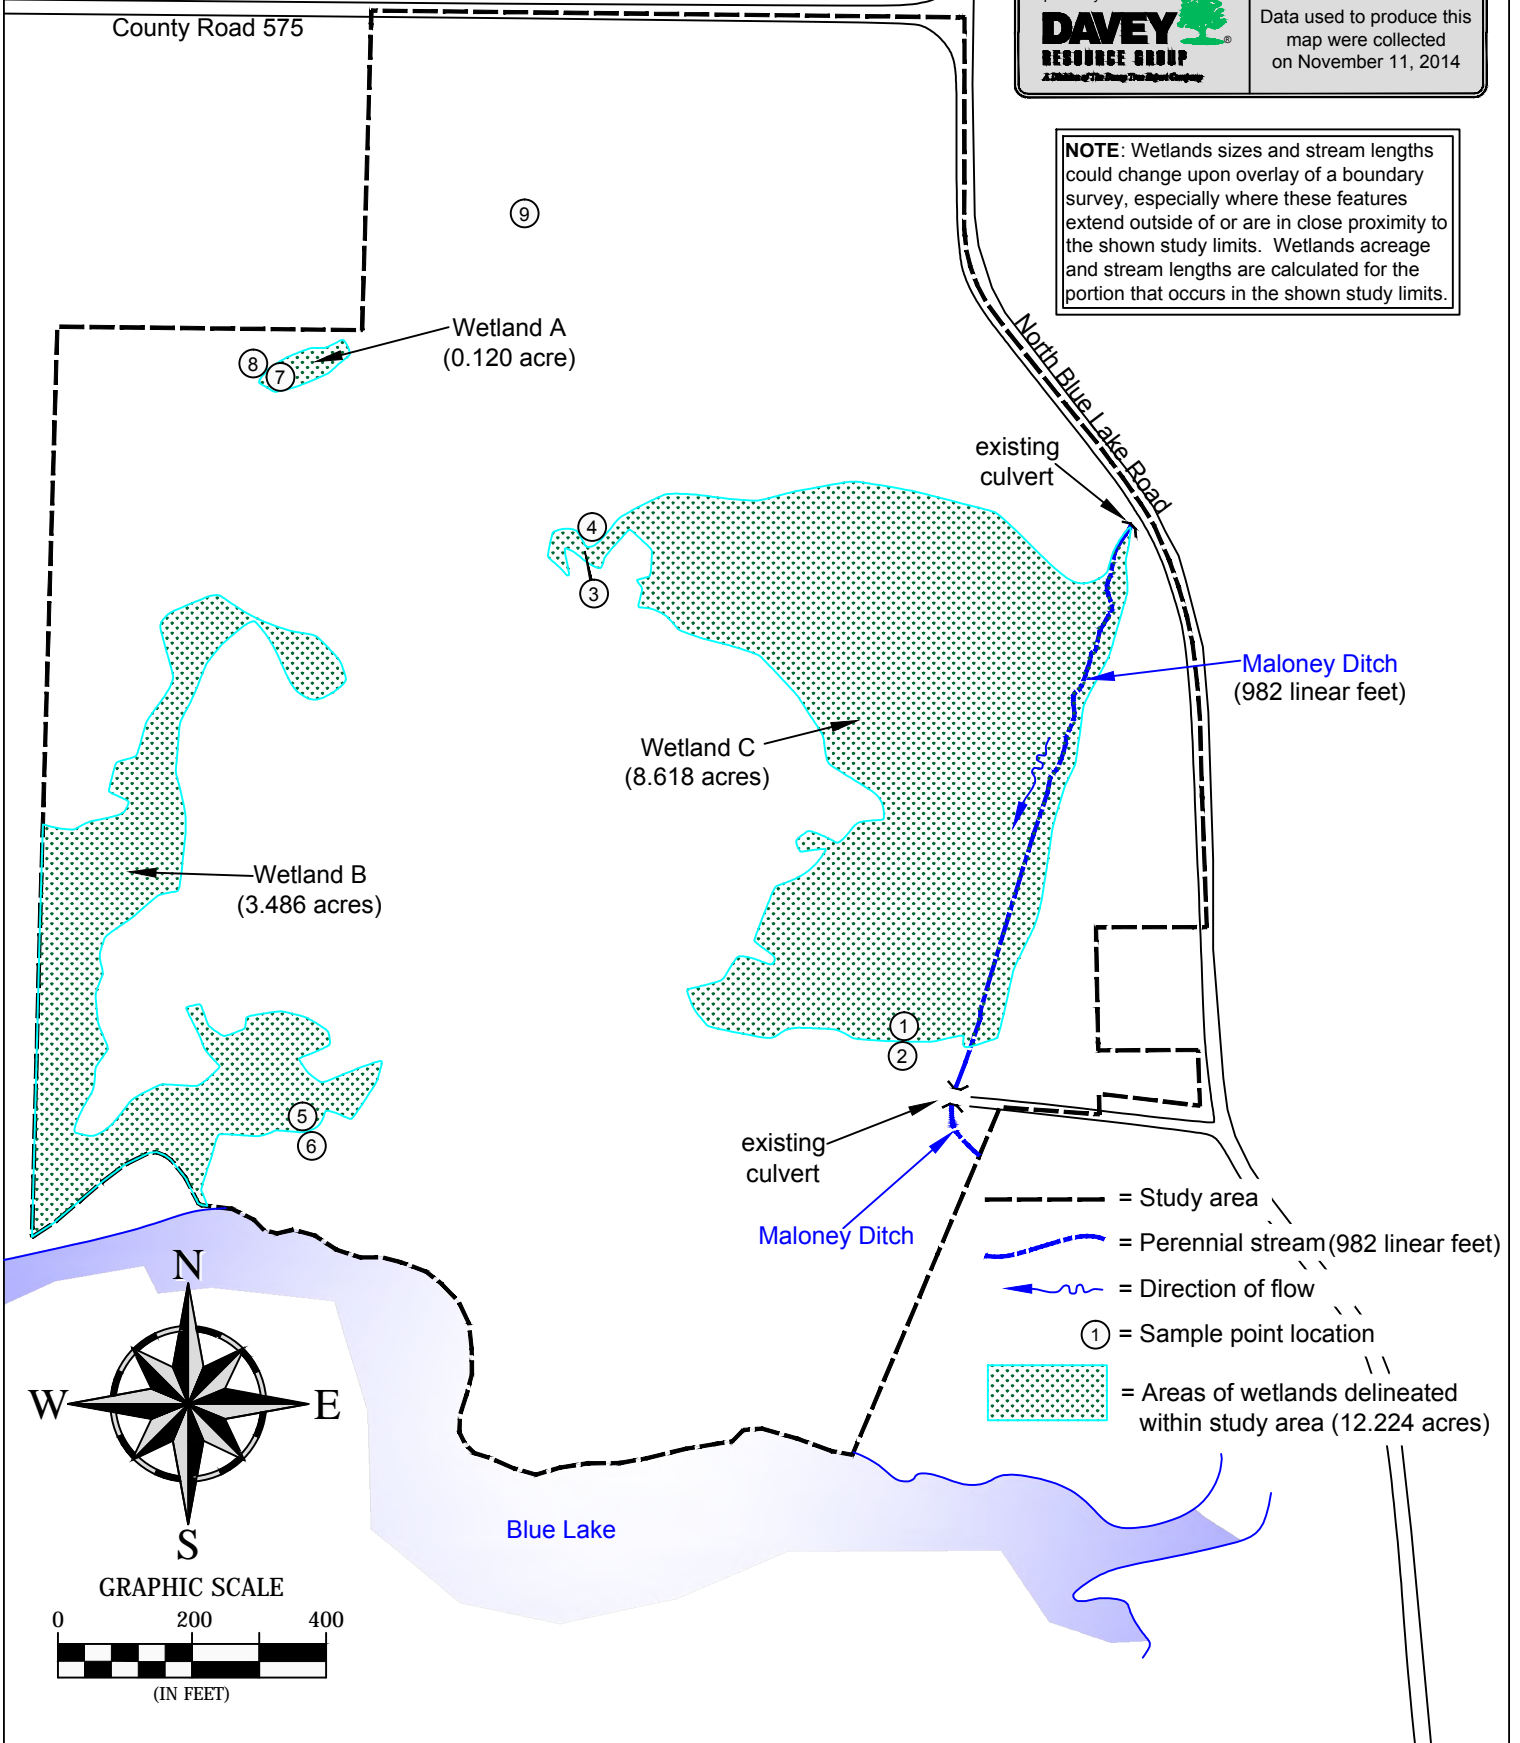 County Road 575
DAVEY
®
RESOURCE GROUP
A Division of The Davey Tree Expert Company
Data used to produce this
map were collected
on November 11, 2014
NOTE: Wetlands sizes and stream lengths
could change upon overlay of a boundary
survey, especially where these features
extend outside of or are in close proximity to
the shown study limits. Wetlands acreage
and stream lengths are calculated for the
portion that occurs in the shown study limits.
9
Wetland A
(0.120 acre)
8
7
North Blue Lake Road
existing
culvert
4
3
Maloney Ditch
(982 linear feet)
Wetland C
(8.618 acres)
Wetland B
(3.486 acres)
1
2
5
6
existing
culvert
Maloney Ditch
= Study area
= Perennial stream (982 linear feet)
= Direction of flow
1 = Sample point location
= Areas of wetlands delineated
within study area (12.224 acres)
N
W
E
S
Blue Lake
GRAPHIC SCALE
0 200 400
(IN FEET)